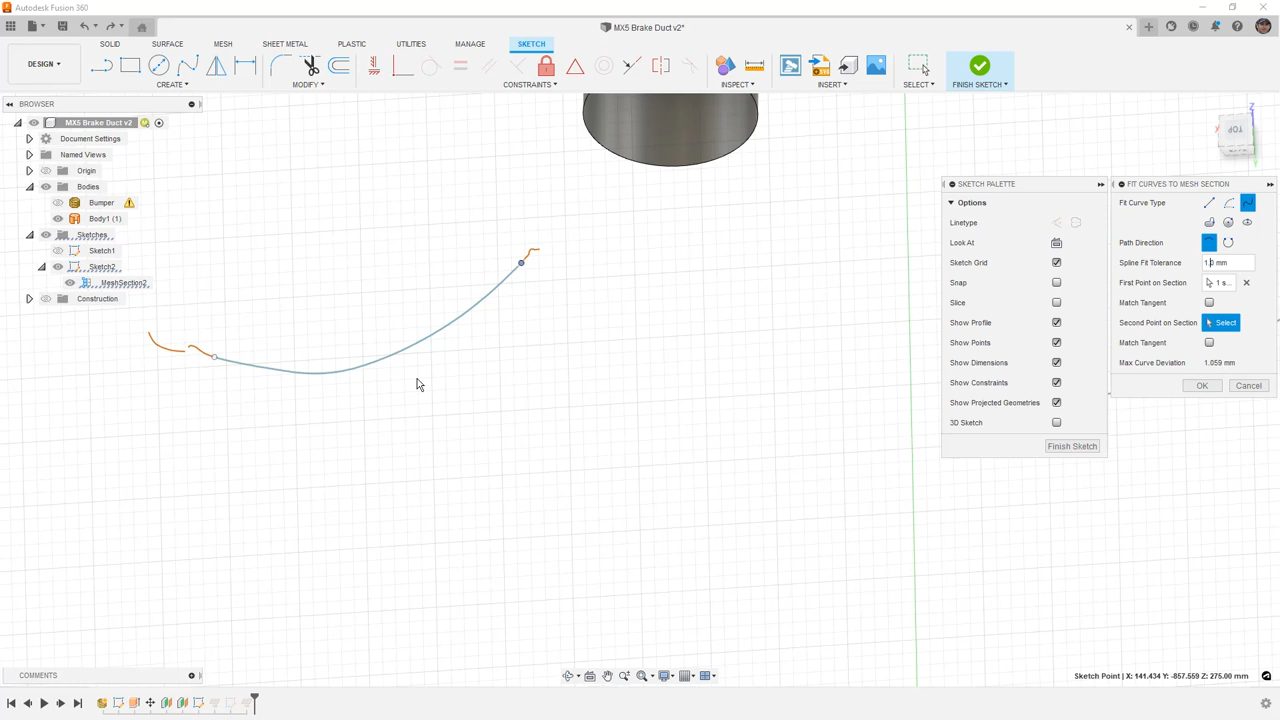 Autodesk Fusion 360
MX5 Brake Duct v2*
SOLID SURFACE MESH SHEET METAL PLASTIC UTILITIES MANAGE SKETCH
DESIGN ▾
CREATE ▾ MODIFY ▾ CONSTRAINTS ▾ INSPECT ▾ INSERT ▾ SELECT ▾ FINISH SKETCH ▾
BROWSER
MX5 Brake Duct v2
Document Settings
Named Views
Origin
Bodies
Bumper
Body1 (1)
Sketches
Sketch1
Sketch2
MeshSection2
Construction
Z
X
TOP
SKETCH PALETTE
Options
Linetype
Look At
Sketch Grid
Snap
Slice
Show Profile
Show Points
Show Dimensions
Show Constraints
Show Projected Geometries
3D Sketch
Finish Sketch
FIT CURVES TO MESH SECTION
Fit Curve Type
Path Direction
Spline Fit Tolerance 1.0 mm
First Point on Section 1 s...
Match Tangent
Second Point on Section Select
Match Tangent
Max Curve Deviation 1.059 mm
OK Cancel
COMMENTS
Sketch Point | X: 141.434 Y: -857.559 Z: 275.00 mm